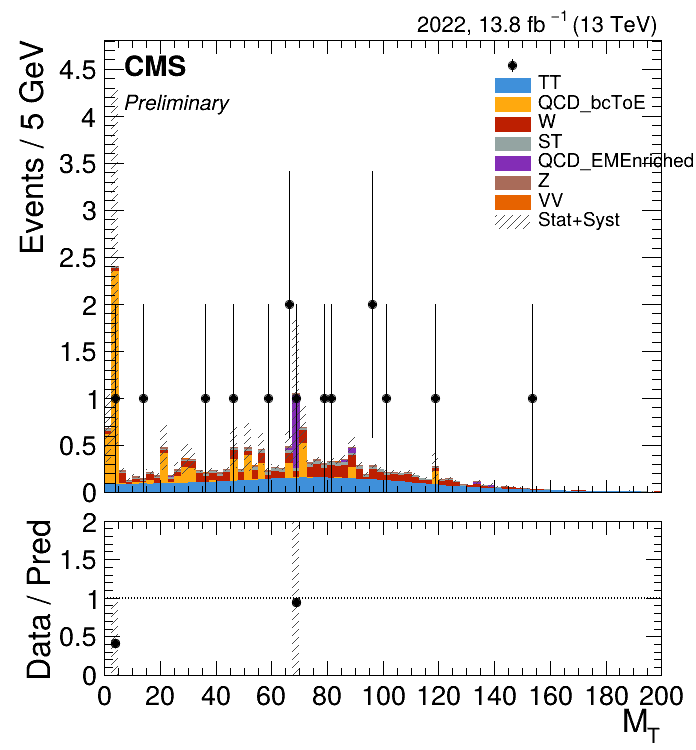 2022, 13.8 fb⁻¹ (13 TeV)
CMS
Preliminary
TT
QCD_bcToE
W
ST
QCD_EMEnriched
Z
VV
Stat+Syst
Events / 5 GeV
4.5
4
3.5
3
2.5
2
1.5
1
0.5
0
Data / Pred
2
1.5
1
0.5
0
0 20 40 60 80 100 120 140 160 180 200
M_T